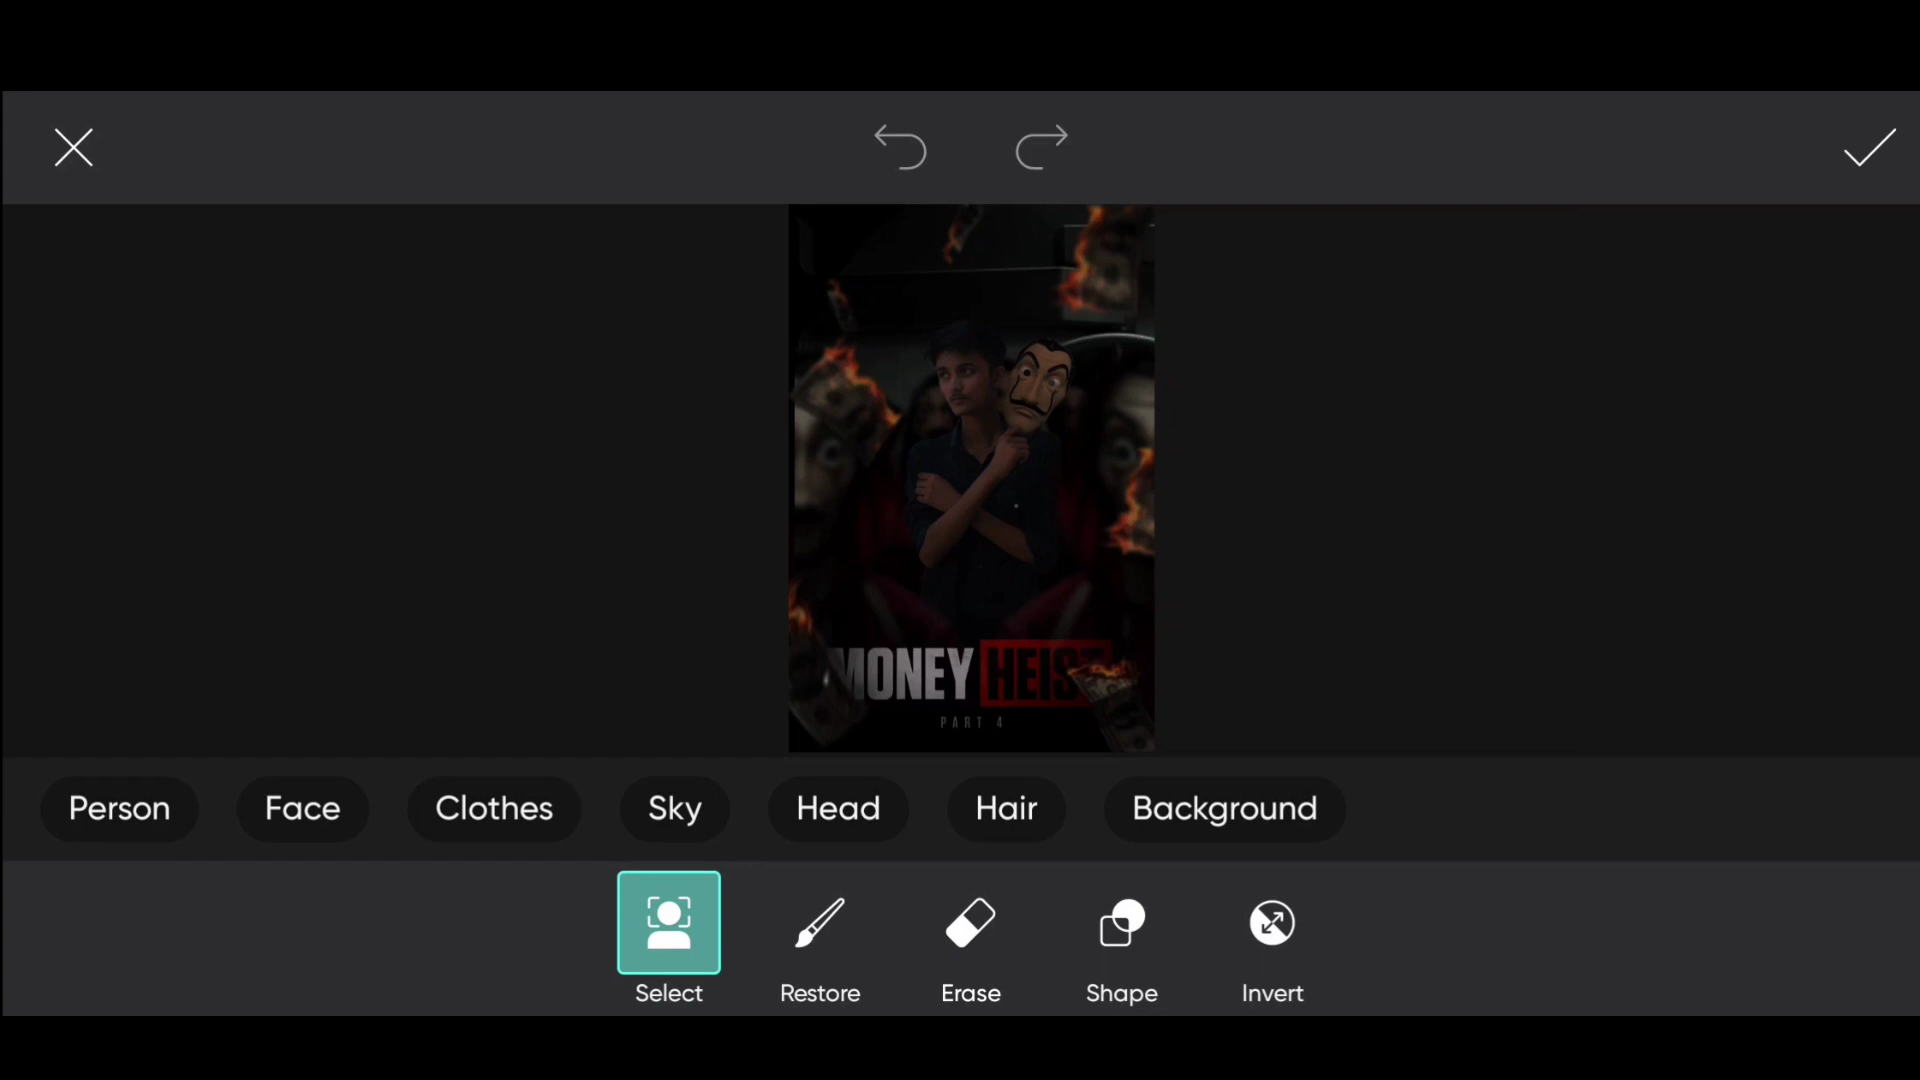 MONEY HEIST
PART 4
Person Face Clothes Sky Head Hair Background
Select Restore Erase Shape Invert